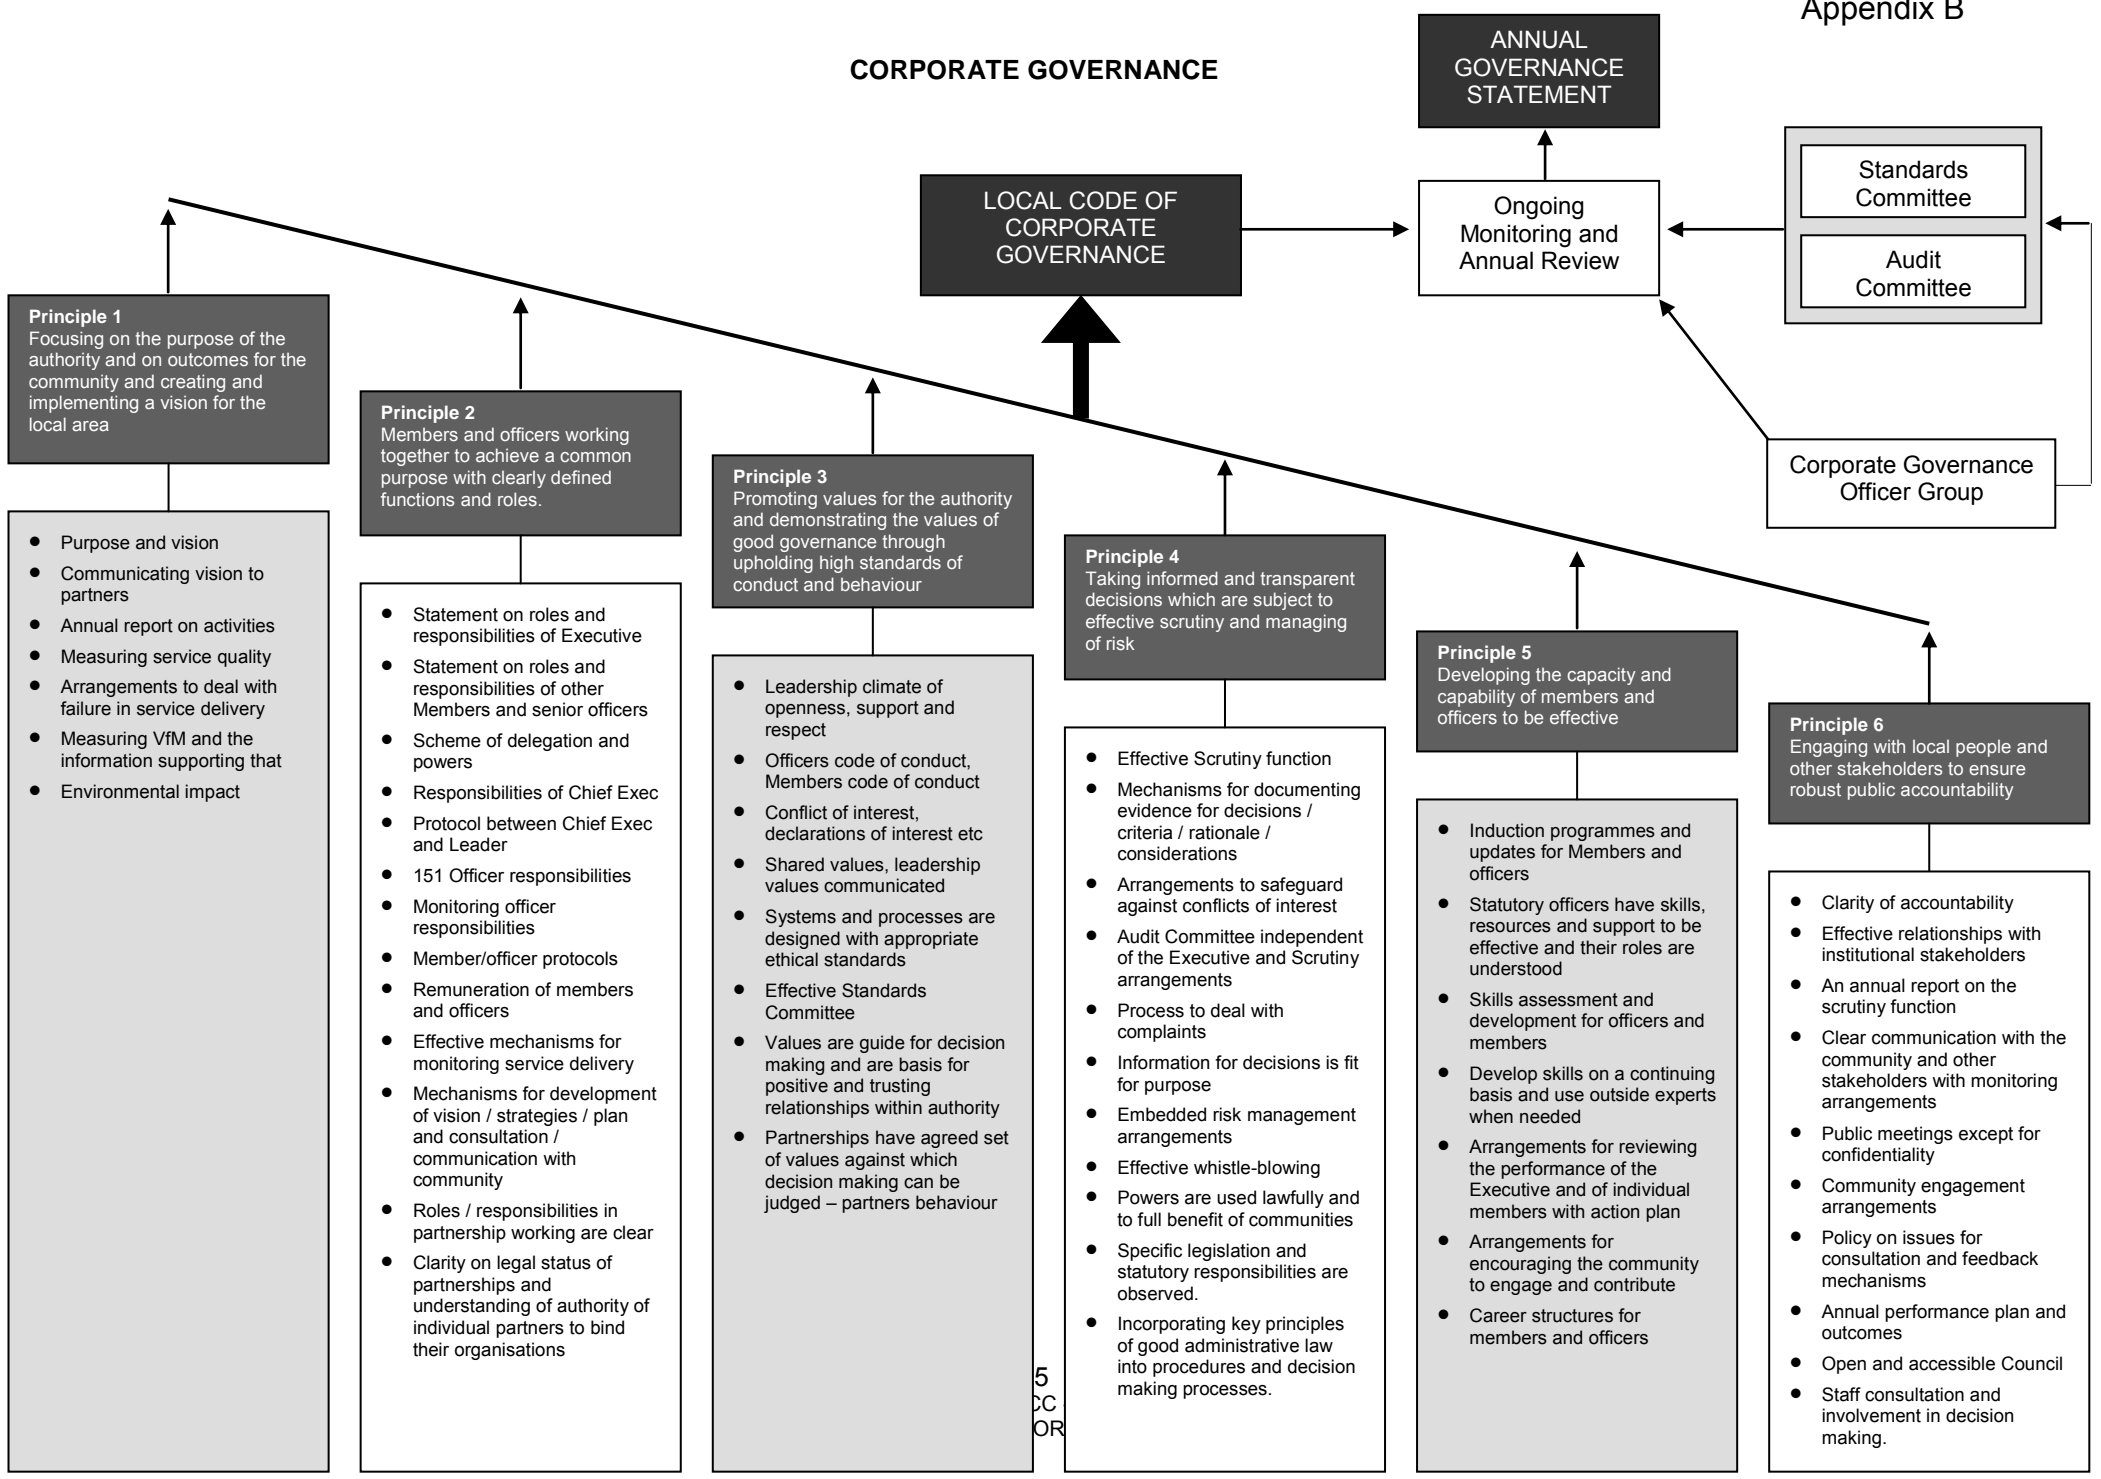 Appendix B
CORPORATE GOVERNANCE
ANNUAL
GOVERNANCE
STATEMENT
LOCAL CODE OF
CORPORATE
GOVERNANCE
Ongoing
Monitoring and
Annual Review
Standards
Committee
Audit
Committee
Corporate Governance
Officer Group
Principle 1
Focusing on the purpose of the
authority and on outcomes for the
community and creating and
implementing a vision for the
local area
● Purpose and vision
● Communicating vision to
partners
● Annual report on activities
● Measuring service quality
● Arrangements to deal with
failure in service delivery
● Measuring VfM and the
information supporting that
● Environmental impact
Principle 2
Members and officers working
together to achieve a common
purpose with clearly defined
functions and roles.
● Statement on roles and
responsibilities of Executive
● Statement on roles and
responsibilities of other
Members and senior officers
● Scheme of delegation and
powers
● Responsibilities of Chief Exec
● Protocol between Chief Exec
and Leader
● 151 Officer responsibilities
● Monitoring officer
responsibilities
● Member/officer protocols
● Remuneration of members
and officers
● Effective mechanisms for
monitoring service delivery
● Mechanisms for development
of vision / strategies / plan
and consultation /
communication with
community
● Roles / responsibilities in
partnership working are clear
● Clarity on legal status of
partnerships and
understanding of authority of
individual partners to bind
their organisations
Principle 3
Promoting values for the authority
and demonstrating the values of
good governance through
upholding high standards of
conduct and behaviour
● Leadership climate of
openness, support and
respect
● Officers code of conduct,
Members code of conduct
● Conflict of interest,
declarations of interest etc
● Shared values, leadership
values communicated
● Systems and processes are
designed with appropriate
ethical standards
● Effective Standards
Committee
● Values are guide for decision
making and are basis for
positive and trusting
relationships within authority
● Partnerships have agreed set
of values against which
decision making can be
judged – partners behaviour
Principle 4
Taking informed and transparent
decisions which are subject to
effective scrutiny and managing
of risk
● Effective Scrutiny function
● Mechanisms for documenting
evidence for decisions /
criteria / rationale /
considerations
● Arrangements to safeguard
against conflicts of interest
● Audit Committee independent
of the Executive and Scrutiny
arrangements
● Process to deal with
complaints
● Information for decisions is fit
for purpose
● Embedded risk management
arrangements
● Effective whistle-blowing
● Powers are used lawfully and
to full benefit of communities
● Specific legislation and
statutory responsibilities are
observed.
● Incorporating key principles
of good administrative law
into procedures and decision
making processes.
Principle 5
Developing the capacity and
capability of members and
officers to be effective
● Induction programmes and
updates for Members and
officers
● Statutory officers have skills,
resources and support to be
effective and their roles are
understood
● Skills assessment and
development for officers and
members
● Develop skills on a continuing
basis and use outside experts
when needed
● Arrangements for reviewing
the performance of the
Executive and of individual
members with action plan
● Arrangements for
encouraging the community
to engage and contribute
● Career structures for
members and officers
Principle 6
Engaging with local people and
other stakeholders to ensure
robust public accountability
● Clarity of accountability
● Effective relationships with
institutional stakeholders
● An annual report on the
scrutiny function
● Clear communication with the
community and other
stakeholders with monitoring
arrangements
● Public meetings except for
confidentiality
● Community engagement
arrangements
● Policy on issues for
consultation and feedback
mechanisms
● Annual performance plan and
outcomes
● Open and accessible Council
● Staff consultation and
involvement in decision
making.
5